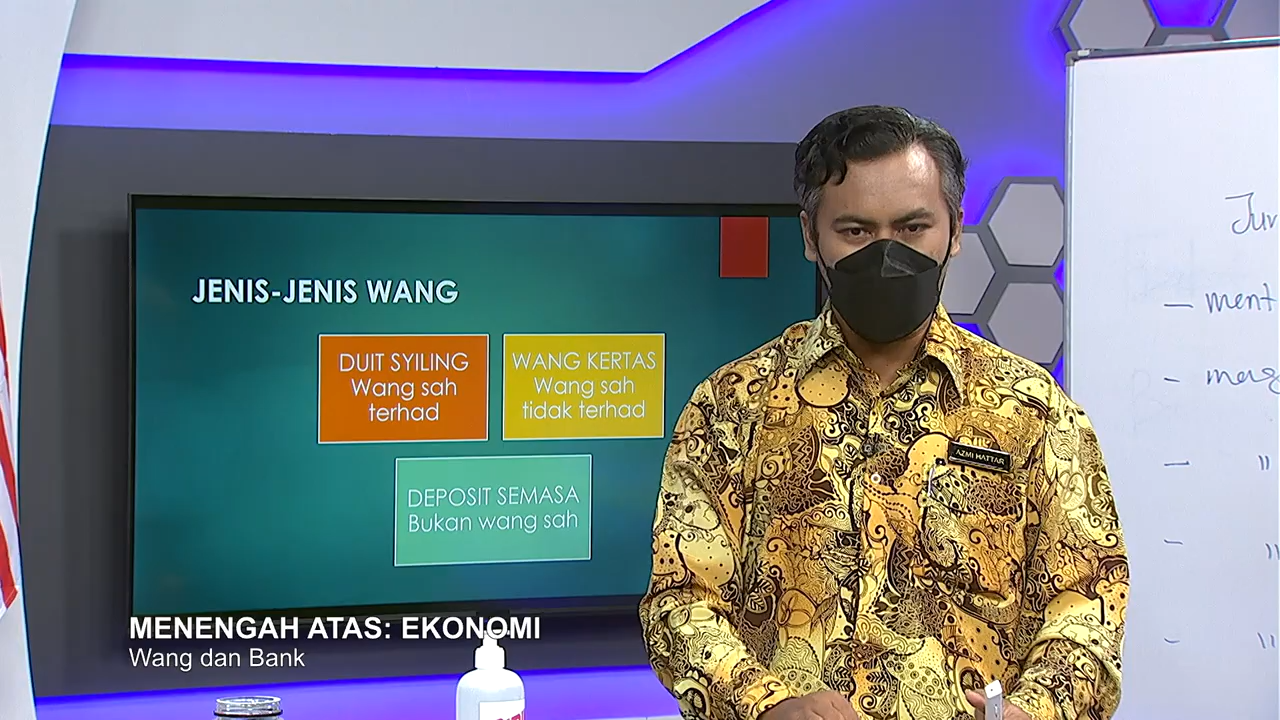 JENIS-JENIS WANG
DUIT SYILING
Wang sah
terhad
WANG KERTAS
Wang sah
tidak terhad
DEPOSIT SEMASA
Bukan wang sah
AZMI MATTAR
MENENGAH ATAS: EKONOMI
Wang dan Bank